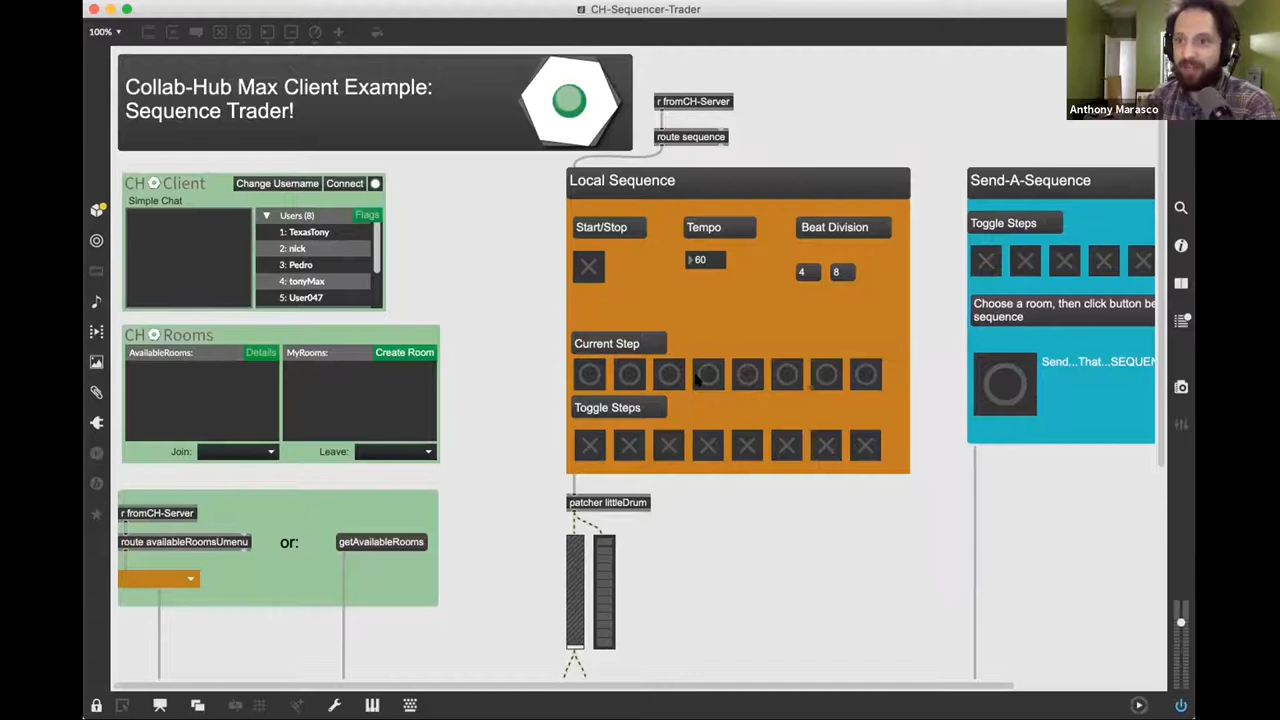 CH-Sequencer-Trader
100%
Anthony Marasco
Collab-Hub Max Client Example:
Sequence Trader!
r fromCH-Server
route sequence
CH Client
Change Username
Connect
Simple Chat
Users (8)
Flags
1: TexasTony
2: nick
3: Pedro
4: tonyMax
5: User047
CH Rooms
AvailableRooms:
Details
MyRooms:
Create Room
Join:
Leave:
r fromCH-Server
route availableRoomsUmenu
or:
getAvailableRooms
Local Sequence
Start/Stop
Tempo
Beat Division
60
4
8
Current Step
Toggle Steps
patcher littleDrum
Send-A-Sequence
Toggle Steps
Choose a room, then click button be
sequence
Send...That...SEQUEN